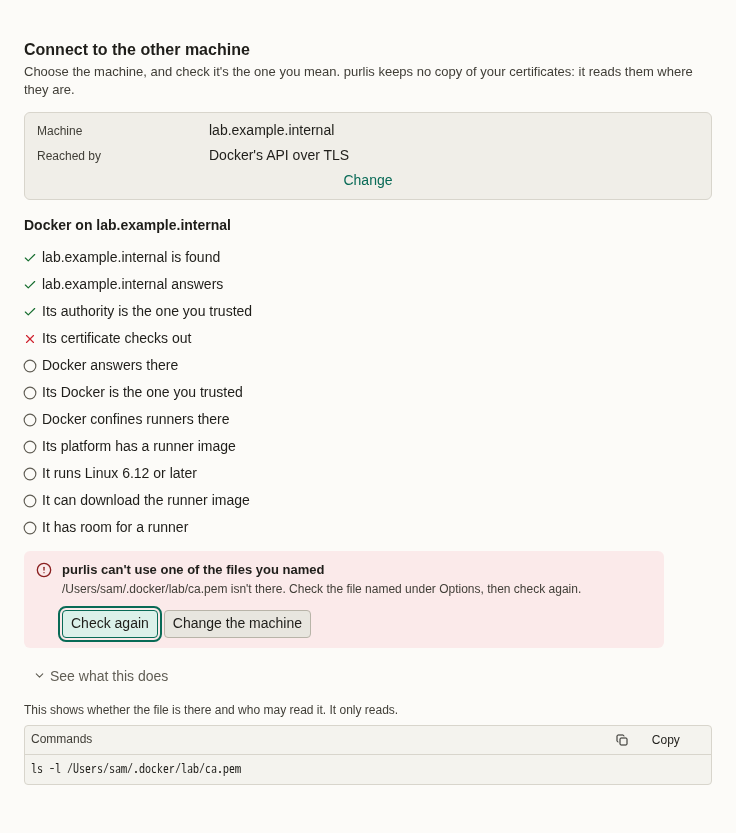 Connect to the other machine
Choose the machine, and check it's the one you mean. purlis keeps no copy of your certificates: it reads them where
they are.
Machine lab.example.internal
Reached by Docker's API over TLS
Change
Docker on lab.example.internal
lab.example.internal is found
lab.example.internal answers
Its authority is the one you trusted
Its certificate checks out
Docker answers there
Its Docker is the one you trusted
Docker confines runners there
Its platform has a runner image
It runs Linux 6.12 or later
It can download the runner image
It has room for a runner
purlis can't use one of the files you named
/Users/sam/.docker/lab/ca.pem isn't there. Check the file named under Options, then check again.
Check again Change the machine
See what this does
This shows whether the file is there and who may read it. It only reads.
Commands Copy
ls -l /Users/sam/.docker/lab/ca.pem